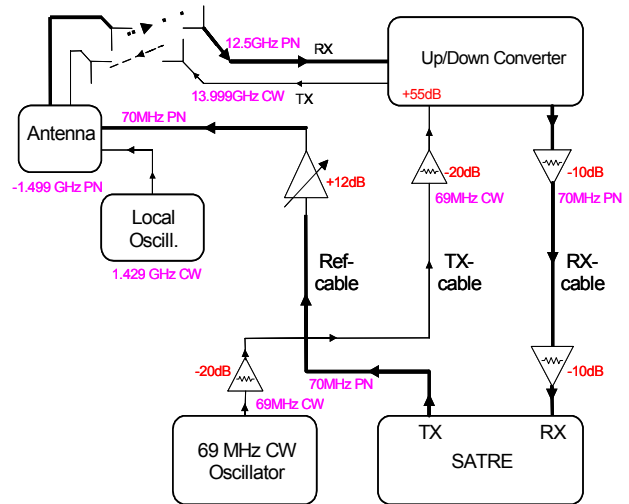 12.5GHz PN
RX
Up/Down Converter
13.999GHz CW
TX
+55dB
Antenna
70MHz PN
-1.499 GHz PN
+12dB
-20dB
69MHz CW
-10dB
70MHz PN
Local
Oscill.
1.429 GHz CW
Ref-
cable
TX-
cable
RX-
cable
-20dB
69MHz CW
70MHz PN
-10dB
69 MHz CW
Oscillator
TX
RX
SATRE